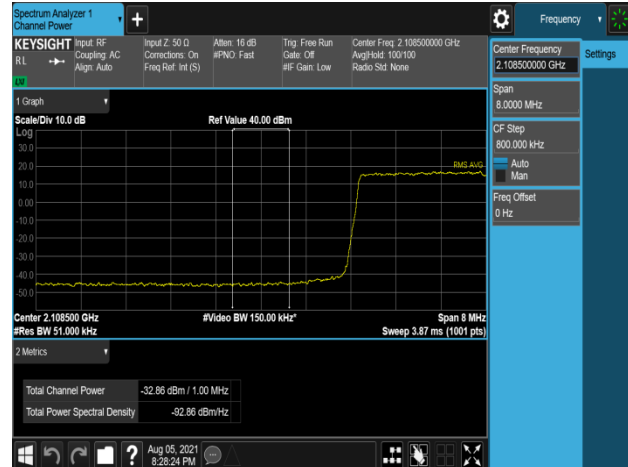 Spectrum Analyzer 1
Channel Power
Frequency
KEYSIGHT
RL
LW
Input: RF
Coupling: AC
Align: Auto
Input Z: 50 Ω
Corrections: On
Freq Ref: Int (S)
Atten: 16 dB
#PNO: Fast
Trig: Free Run
Gate: Off
#IF Gain: Low
Center Freq: 2.108500000 GHz
Avg|Hold: 100/100
Radio Std: None
Center Frequency
2.108500000 GHz
Settings
Span
8.0000 MHz
CF Step
800.000 kHz
Auto
Man
Freq Offset
0 Hz
1 Graph
Scale/Div 10.0 dB
Ref Value 40.00 dBm
Log
30.0
20.0
10.0
0.00
-10.0
-20.0
-30.0
-40.0
-50.0
RMS AVG
Center 2.108500 GHz
#Video BW 150.00 kHz*
Span 8 MHz
#Res BW 51.000 kHz
Sweep 3.87 ms (1001 pts)
2 Metrics
Total Channel Power -32.86 dBm / 1.00 MHz
Total Power Spectral Density -92.86 dBm/Hz
?
Aug 05, 2021
8:28:24 PM